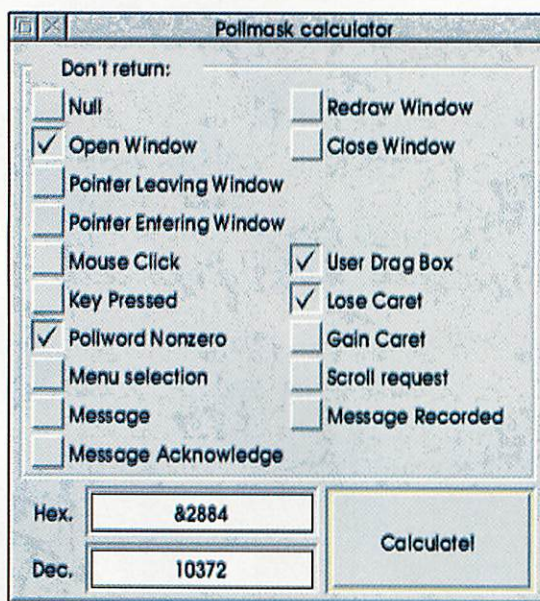 Pollmask calculator
Don't return:
Null
Redraw Window
Open Window
Close Window
Pointer Leaving Window
Pointer Entering Window
Mouse Click
User Drag Box
Key Pressed
Lose Caret
Pollword Nonzero
Gain Caret
Menu selection
Scroll request
Message
Message Recorded
Message Acknowledge
Hex. &2884
Dec. 10372
Calculate!